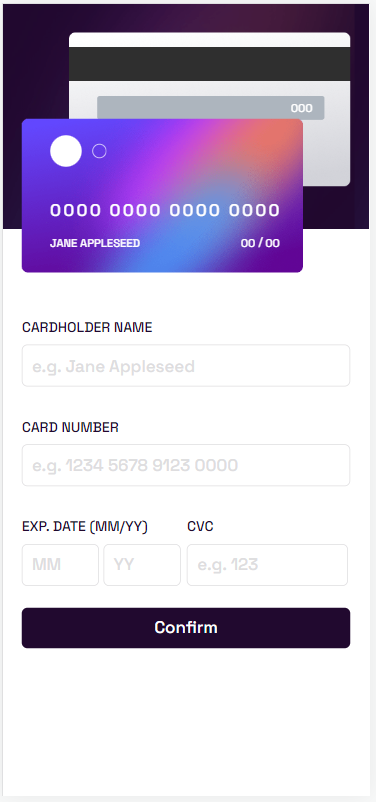 000
0000 0000 0000 0000
JANE APPLESEED 00/00
CARDHOLDER NAME
e.g. Jane Appleseed
CARD NUMBER
e.g. 1234 5678 9123 0000
EXP. DATE (MM/YY) CVC
MM YY e.g. 123
Confirm